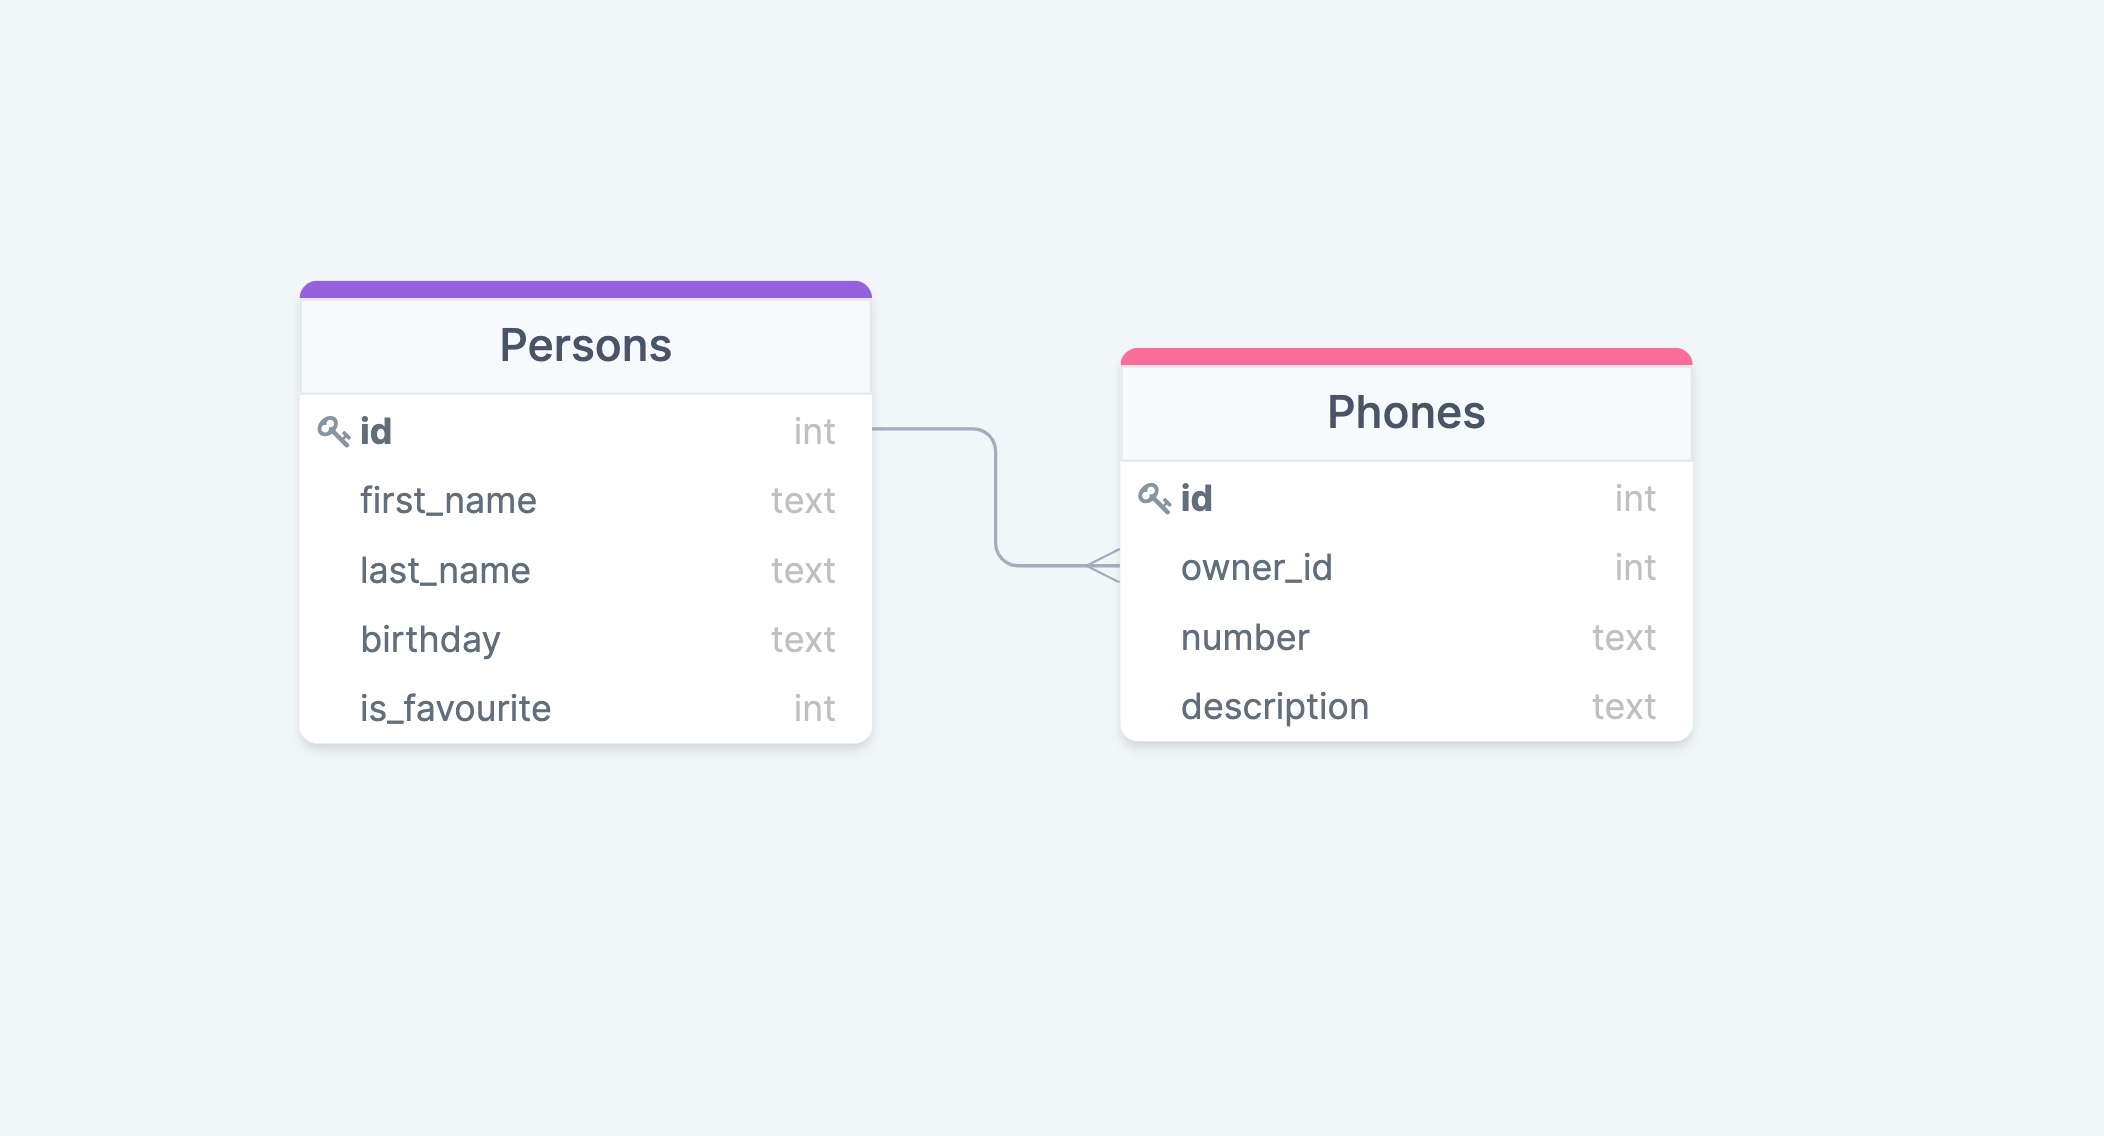 Persons
id int
first_name text
last_name text
birthday text
is_favourite int
Phones
id int
owner_id int
number text
description text